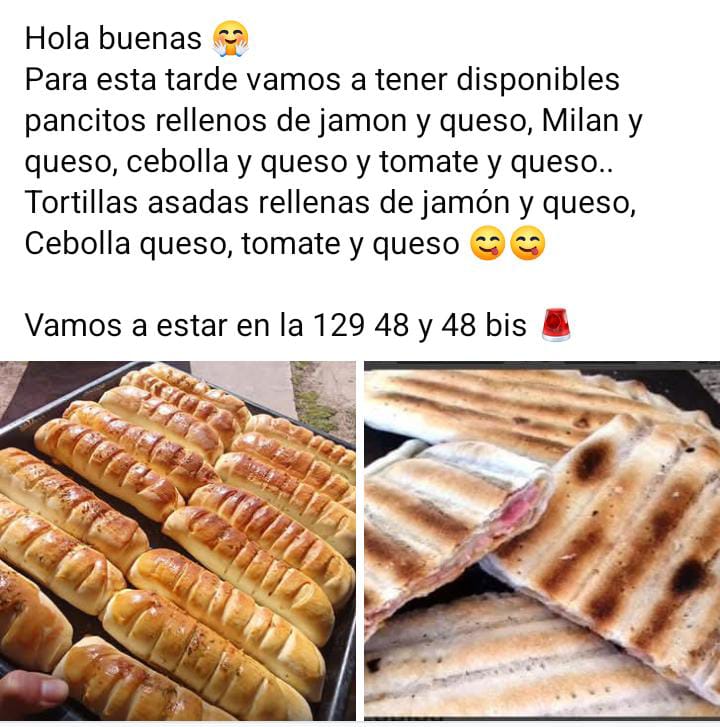 Hola buenas 🤗
Para esta tarde vamos a tener disponibles
pancitos rellenos de jamon y queso, Milan y
queso, cebolla y queso y tomate y queso..
Tortillas asadas rellenas de jamón y queso,
Cebolla queso, tomate y queso 😋😋
Vamos a estar en la 129 48 y 48 bis 🚨